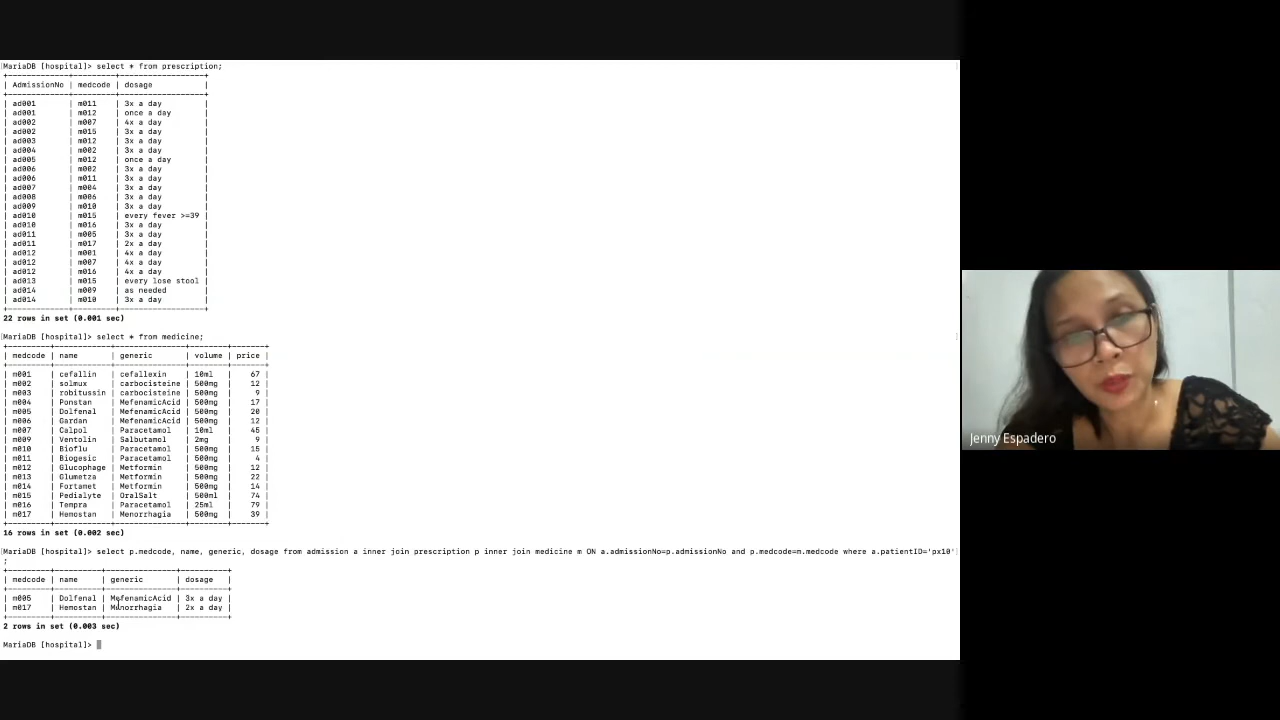 MariaDB [hospital]> select * from prescription;
+-------------+---------+------------------+
| AdmissionNo | medcode | dosage           |
+-------------+---------+------------------+
| ad001       | m011    | 3x a day         |
| ad001       | m012    | once a day       |
| ad002       | m007    | 4x a day         |
| ad002       | m015    | 3x a day         |
| ad003       | m012    | 3x a day         |
| ad004       | m002    | 3x a day         |
| ad005       | m012    | once a day       |
| ad006       | m002    | 3x a day         |
| ad006       | m011    | 3x a day         |
| ad007       | m004    | 3x a day         |
| ad008       | m006    | 3x a day         |
| ad009       | m010    | 3x a day         |
| ad010       | m015    | every fever >=39 |
| ad010       | m016    | 3x a day         |
| ad011       | m005    | 3x a day         |
| ad011       | m017    | 2x a day         |
| ad012       | m001    | 4x a day         |
| ad012       | m007    | 4x a day         |
| ad012       | m016    | 4x a day         |
| ad013       | m015    | every lose stool |
| ad014       | m009    | as needed        |
| ad014       | m010    | 3x a day         |
+-------------+---------+------------------+
22 rows in set (0.001 sec)
MariaDB [hospital]> select * from medicine;
+---------+------------+--------------+--------+-------+
| medcode | name       | generic      | volume | price |
+---------+------------+--------------+--------+-------+
| m001    | cefallin   | cefallexin   | 10ml   |    67 |
| m002    | solmux     | carbocisteine | 500mg  |    12 |
| m003    | robitussin | carbocisteine | 500mg  |     9 |
| m004    | Ponstan    | MefenamicAcid | 500mg  |    17 |
| m005    | Dolfenal   | MefenamicAcid | 500mg  |    20 |
| m006    | Gardan     | MefenamicAcid | 500mg  |    12 |
| m007    | Calpol     | Paracetamol  | 10ml   |    45 |
| m009    | Ventolin   | Salbutamol   | 2mg    |     9 |
| m010    | Bioflu     | Paracetamol  | 500mg  |    15 |
| m011    | Biogesic   | Paracetamol  | 500mg  |     4 |
| m012    | Glucophage | Metformin    | 500mg  |    12 |
| m013    | Glumetza   | Metformin    | 500mg  |    22 |
| m014    | Fortamet   | Metformin    | 500mg  |    14 |
| m015    | Pedialyte  | OralSalt     | 500ml  |    74 |
| m016    | Tempra     | Paracetamol  | 25ml   |    79 |
| m017    | Hemostan   | Menorrhagia  | 500mg  |    39 |
+---------+------------+--------------+--------+-------+
16 rows in set (0.002 sec)
MariaDB [hospital]> select p.medcode, name, generic, dosage from admission a inner join prescription p inner join medicine m ON a.admissionNo=p.admissionNo and p.medcode=m.medcode where a.patientID='px10'
;
+---------+----------+---------------+----------+
| medcode | name     | generic       | dosage   |
+---------+----------+---------------+----------+
| m005    | Dolfenal | MefenamicAcid | 3x a day |
| m017    | Hemostan | Menorrhagia   | 2x a day |
+---------+----------+---------------+----------+
2 rows in set (0.003 sec)
MariaDB [hospital]>
Jenny Espadero